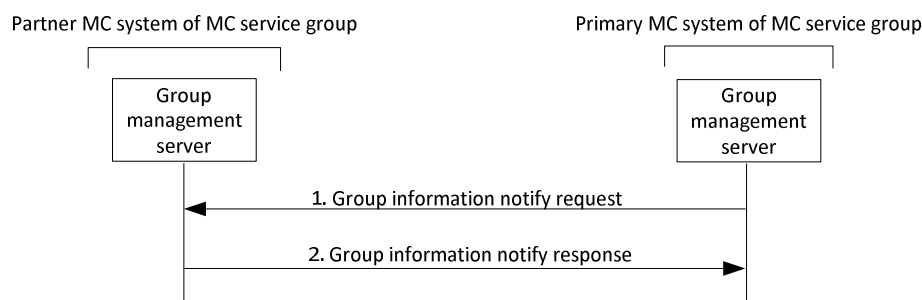 Partner MC system of MC service group
Primary MC system of MC service group
Group
management
server
Group
management
server
1. Group information notify request
2. Group information notify response